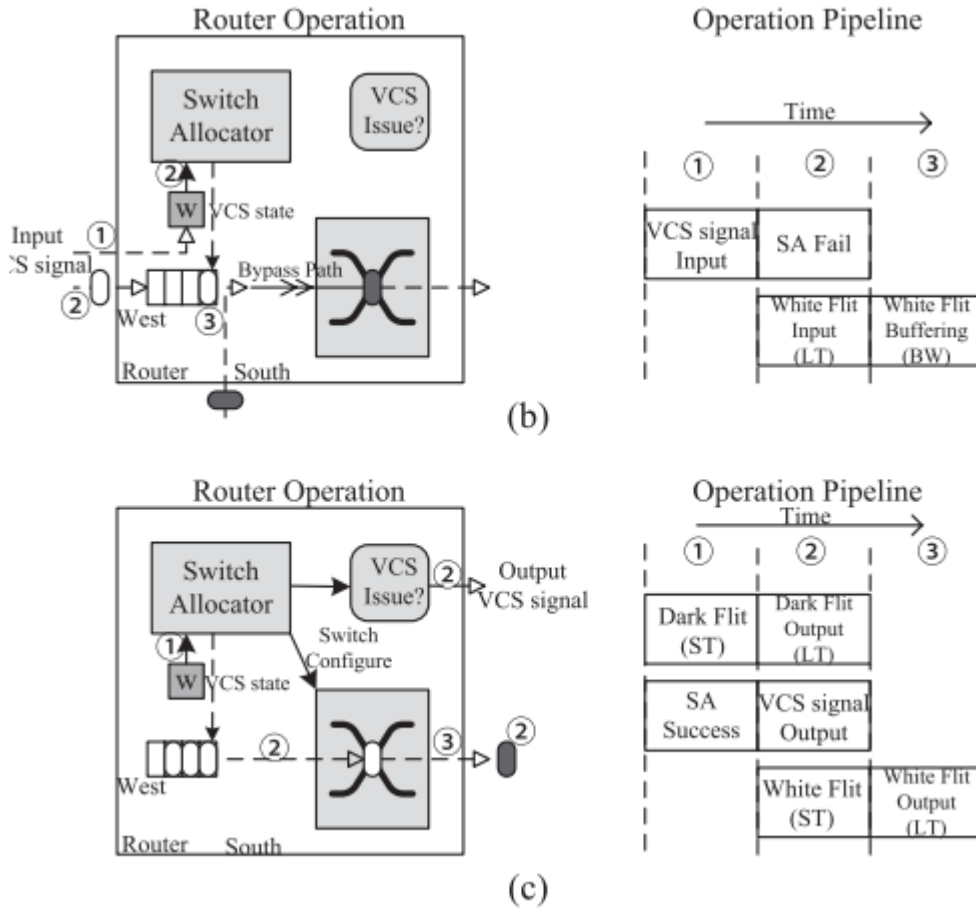 Router Operation
Operation Pipeline
Switch
Allocator
VCS
Issue?
Time
②
①
②
③
W
VCS state
Input
①
CS signal
VCS signal
Input
SA Fail
Bypass Path
②
③
West
White Flit
Input
(LT)
White Flit
Buffering
(BW)
Router
South
(b)
Router Operation
Operation Pipeline
Time
①
②
③
Switch
Allocator
VCS
Issue?
②
Output
VCS signal
Dark Flit
(ST)
Dark Flit
Output
(LT)
①
Switch
Configure
W
VCS state
SA
Success
VCS signal
Output
②
③
②
West
White Flit
(ST)
White Flit
Output
(LT)
Router
South
(c)